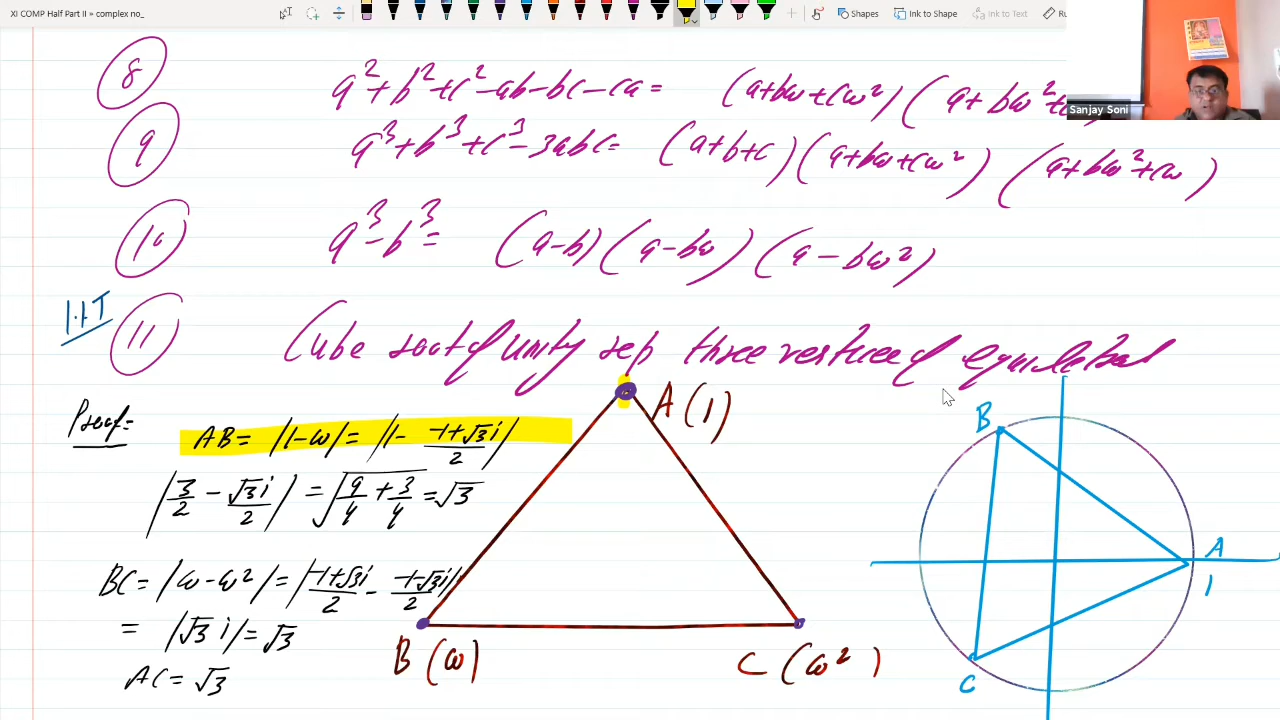 XI COMP Half Part II » complex no_
Shapes Ink to Shape Ink to Text Ru
Sanjay Soni
8 a²+b²+c²-ab-bc-ca= (a+bω+cω²)(a+bω²+
9 a³+b³+c³-3abc= (a+b+c)(a+bω+cω²)(a+bω²+cω)
10 a³-b³= (a-b)(a-bω)(a-bω²)
11 Cube root of unity rep three vertices of equilateral
Proof=
AB= |1-ω|= |1- (-1+√3i)/2|
|3/2 - √3i/2| = √(9/4 + 3/4) = √3
BC= |ω-ω²|= |(-1+√3i)/2 - (-1-√3i)/2|
= |√3 i|= √3
AC= √3
A(1)
B(ω)
C(ω²)
B
A
1
C